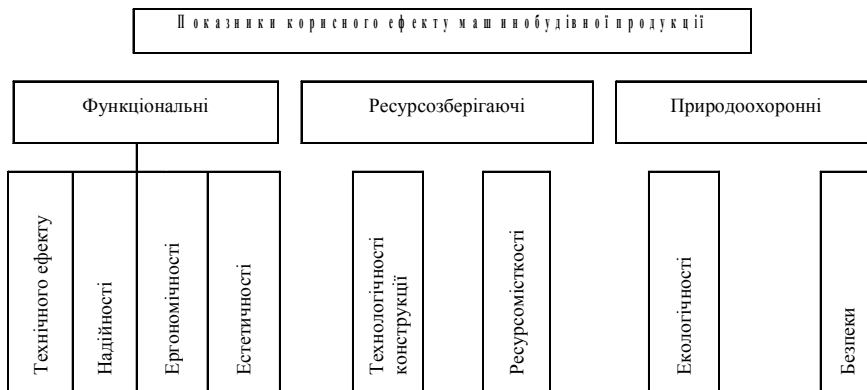 Показники корисного ефекту машинобудівної продукції
Функціональні
Ресурсозберігаючі
Природоохоронні
Технічного ефекту
Надійності
Ергономічності
Естетичності
Технологічності
конструкції
Ресурсомісткості
Екологічності
Безпеки